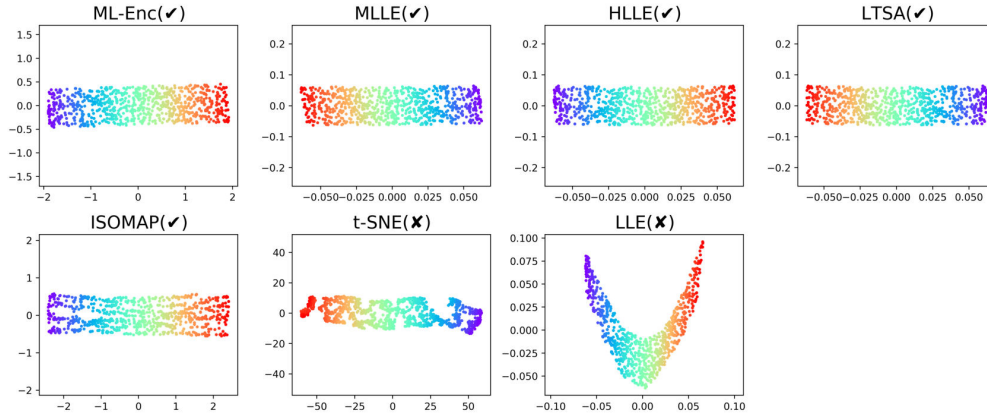 ML-Enc(✔)
MLLE(✔)
HLLE(✔)
LTSA(✔)
1.5
1.0
0.5
0.0
−0.5
−1.0
−1.5
−2 −1 0 1 2
0.2
0.1
0.0
−0.1
−0.2
−0.050 −0.025 0.000 0.025 0.050
0.2
0.1
0.0
−0.1
−0.2
−0.050 −0.025 0.000 0.025 0.050
0.2
0.1
0.0
−0.1
−0.2
−0.050 −0.025 0.000 0.025 0.050
ISOMAP(✔)
t-SNE(✘)
LLE(✘)
2
1
0
−1
−2
−2 −1 0 1 2
40
20
0
−20
−40
−50 −25 0 25 50
0.100
0.075
0.050
0.025
0.000
−0.025
−0.050
−0.10 −0.05 0.00 0.05 0.10